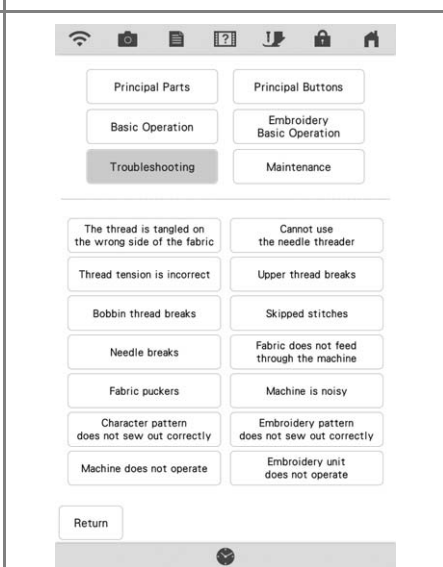 Principal Parts
Principal Buttons
Basic Operation
Embroidery
Basic Operation
Troubleshooting
Maintenance
The thread is tangled on
the wrong side of the fabric
Cannot use
the needle threader
Thread tension is incorrect
Upper thread breaks
Bobbin thread breaks
Skipped stitches
Needle breaks
Fabric does not feed
through the machine
Fabric puckers
Machine is noisy
Character pattern
does not sew out correctly
Embroidery pattern
does not sew out correctly
Machine does not operate
Embroidery unit
does not operate
Return